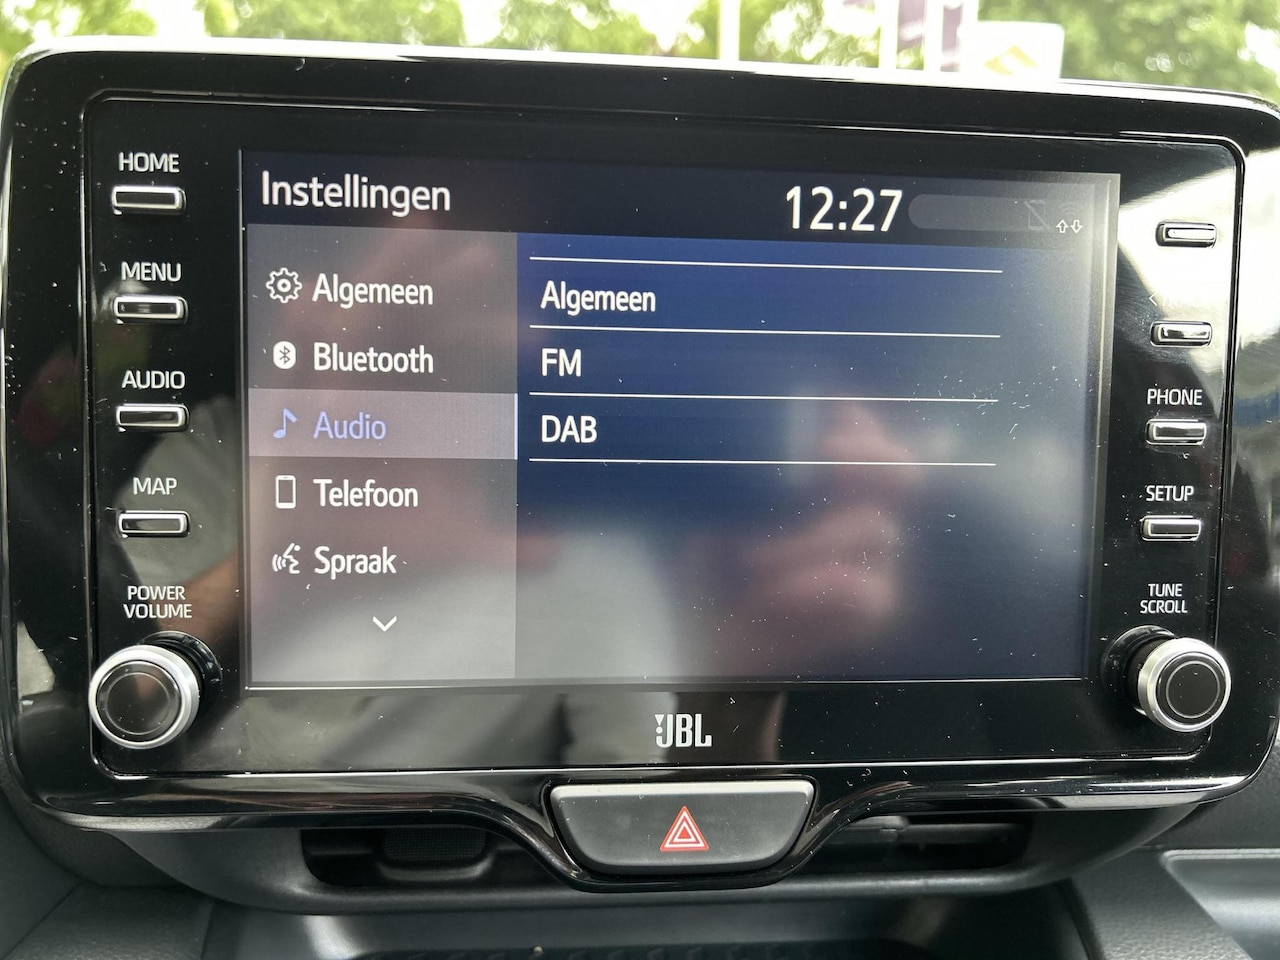 HOME
MENU
AUDIO
MAP
POWER
VOLUME
Instellingen
12:27
Algemeen
Bluetooth
Audio
Telefoon
Spraak
Algemeen
FM
DAB
PHONE
SETUP
TUNE
SCROLL
JBL